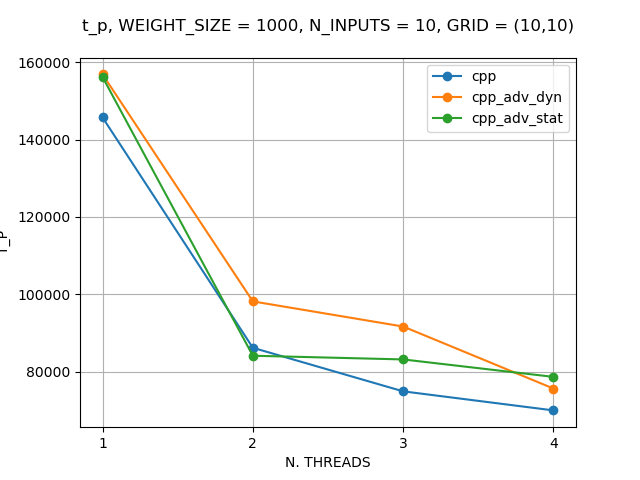 t_p, WEIGHT_SIZE = 1000, N_INPUTS = 10, GRID = (10,10)
160000
140000
120000
100000
80000
cpp
cpp_adv_dyn
cpp_adv_stat
1 2 3 4
N. THREADS